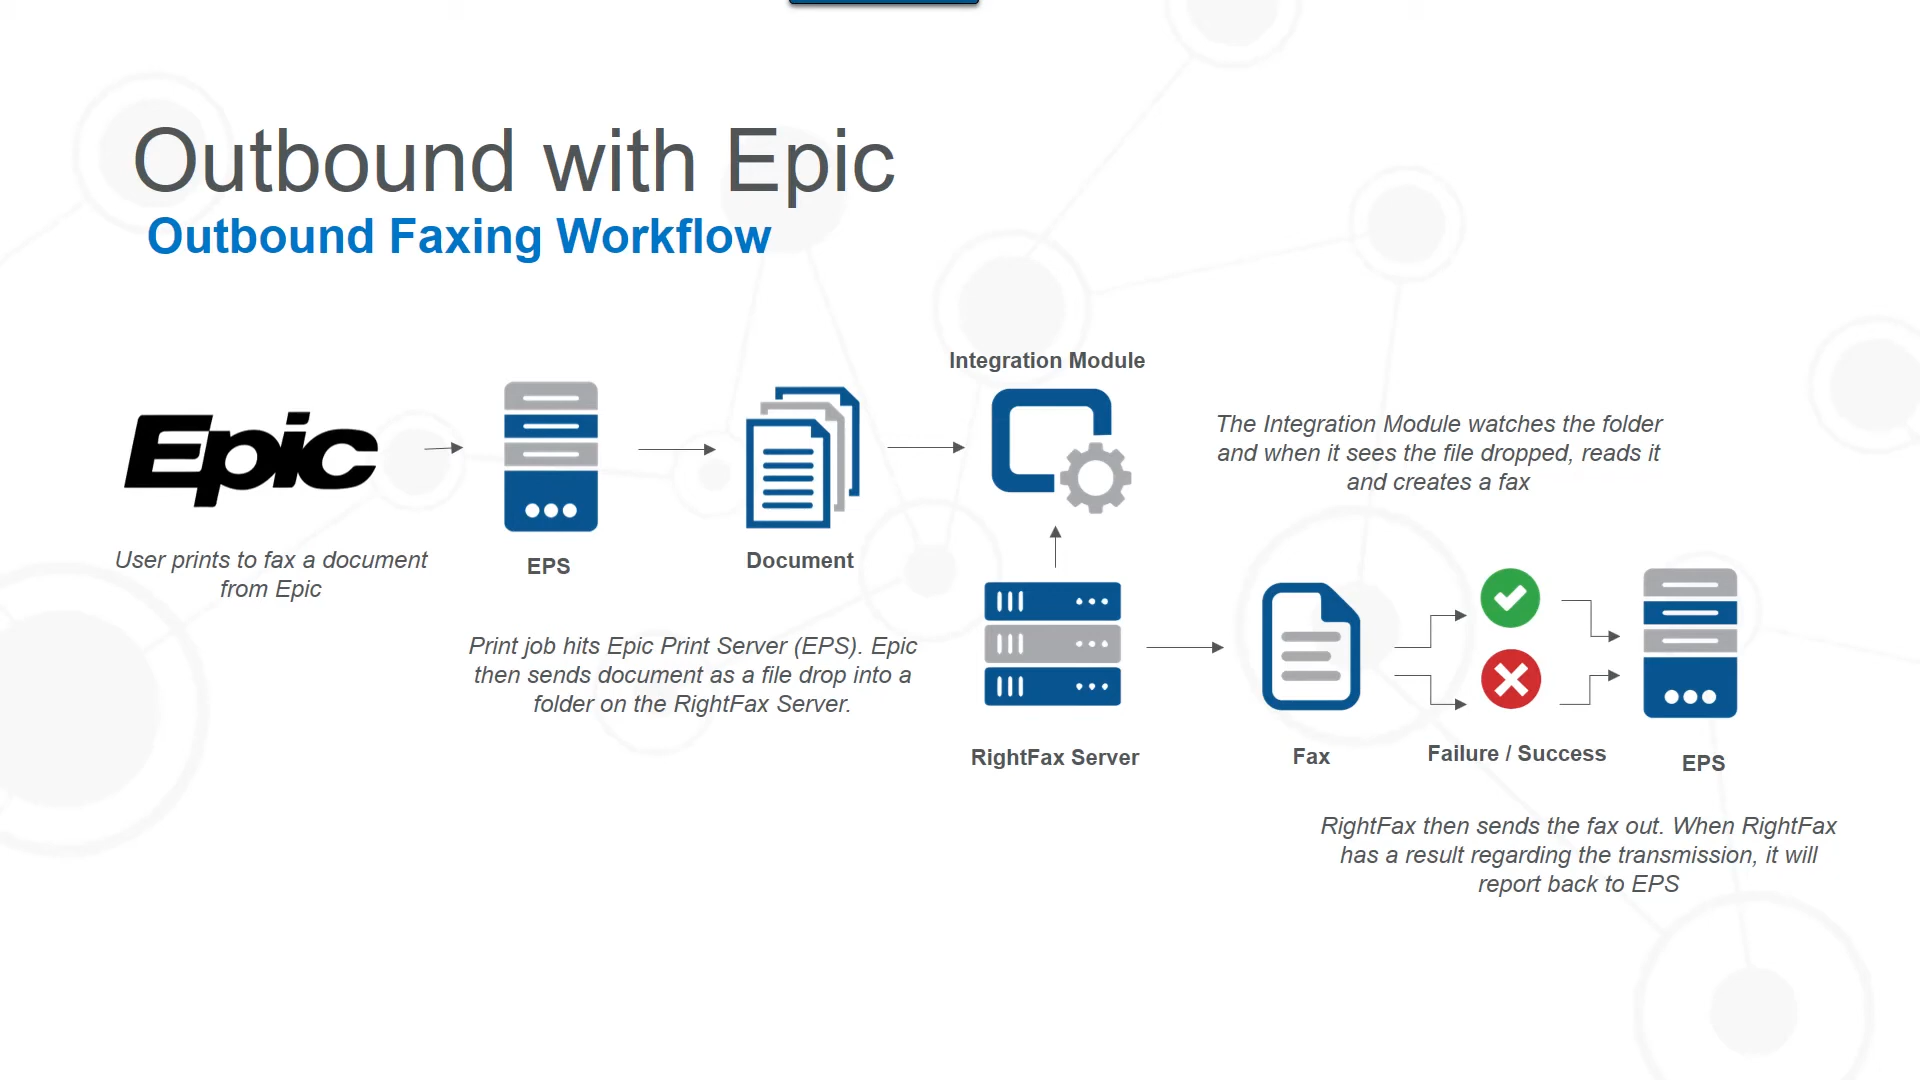 Outbound with Epic
Outbound Faxing Workflow
Epic
User prints to fax a document
from Epic
EPS
Document
Print job hits Epic Print Server (EPS). Epic
then sends document as a file drop into a
folder on the RightFax Server.
Integration Module
The Integration Module watches the folder
and when it sees the file dropped, reads it
and creates a fax
RightFax Server
Fax
Failure / Success
EPS
RightFax then sends the fax out. When RightFax
has a result regarding the transmission, it will
report back to EPS